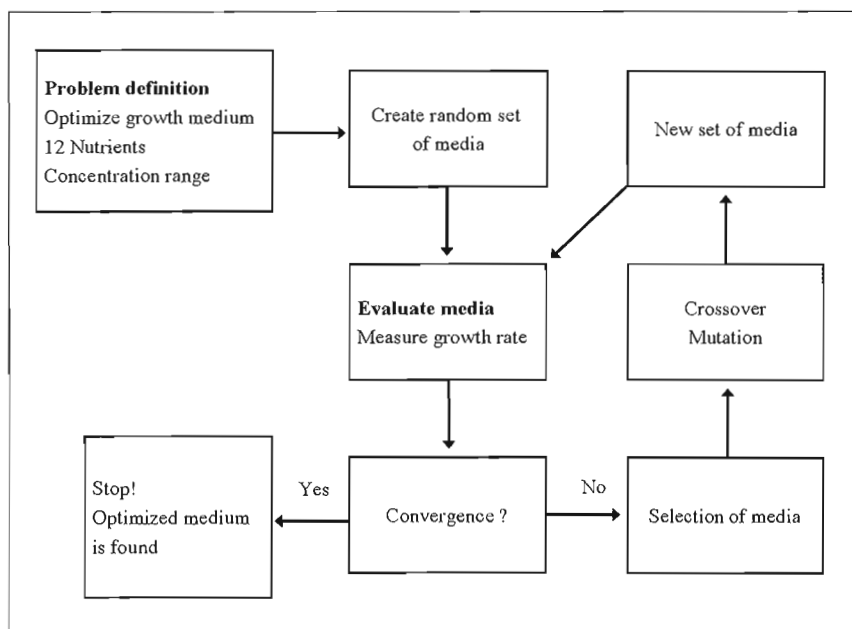 Problem definition
Optimize growth medium
12 Nutrients
Concentration range
Create random set
of media
New set of media
Evaluate media
Measure growth rate
Crossover
Mutation
Stop!
Optimized medium
is found
Yes
Convergence ?
No
Selection of media